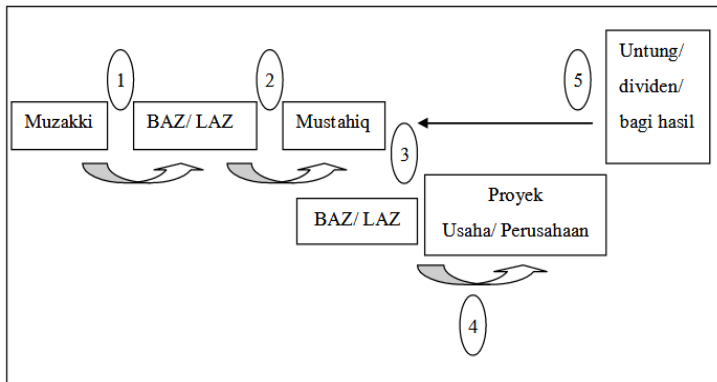 1
2
5
Untung/
dividen/
bagi hasil
Muzakki
BAZ/ LAZ
Mustahiq
3
BAZ/ LAZ
Proyek
Usaha/ Perusahaan
4